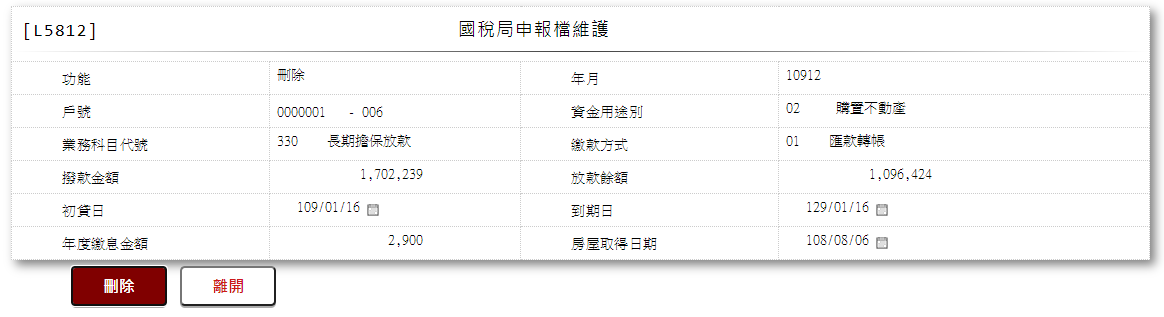 [L5812] 國稅局申報檔維護
功能 刪除 年月 10912
戶號 0000001 - 006 資金用途別 02 購置不動產
業務科目代號 330 長期擔保放款 繳款方式 01 匯款轉帳
撥款金額 1,702,239 放款餘額 1,096,424
初貸日 109/01/16 到期日 129/01/16
年度繳息金額 2,900 房屋取得日期 108/08/06
刪除 離開